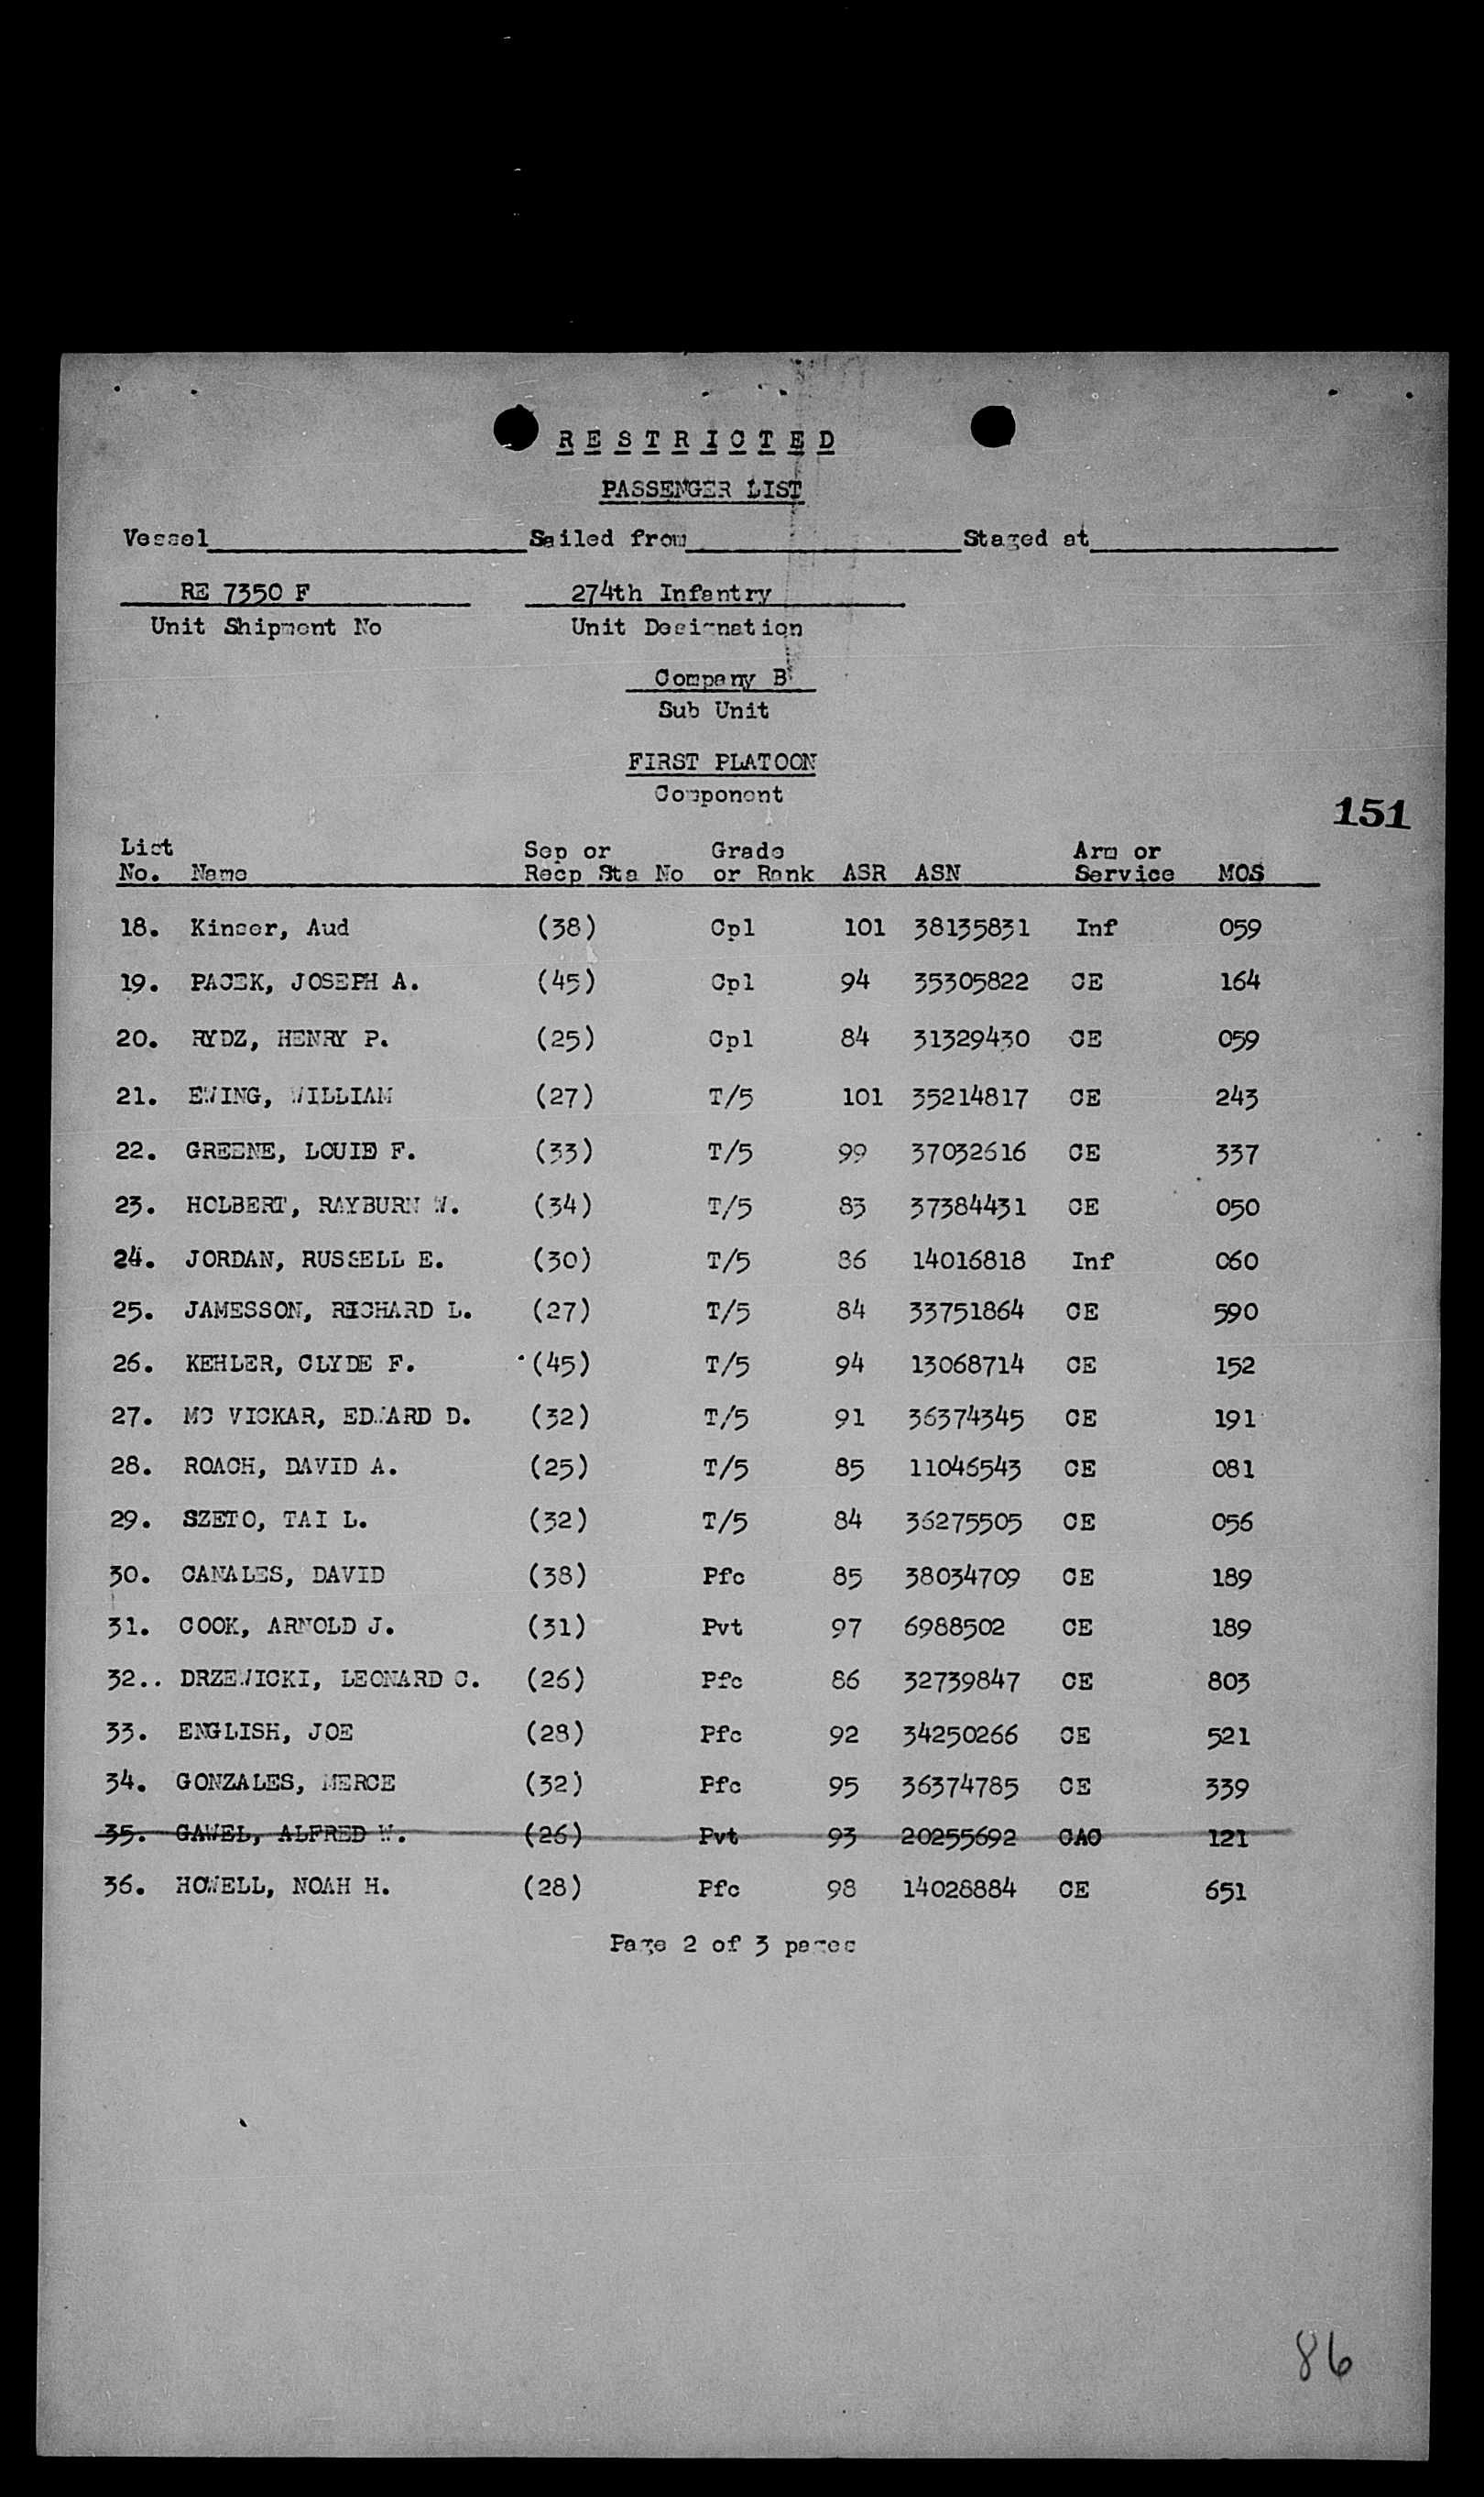 R E S T R I C T E D
PASSENGER LIST
Vessel Sailed from Staged at
RE 7350 F 274th Infantry
Unit Shipment No Unit Designation
Company B
Sub Unit
FIRST PLATOON
Component
151
List Sep or Grade Arm or
No. Name Recp Sta No or Rank ASR ASN Service MOS
18. Kinser, Aud (38) Cpl 101 38135831 Inf 059
19. PACEK, JOSEPH A. (45) Cpl 94 35305822 CE 164
20. RYDZ, HENRY P. (25) Cpl 84 31329430 CE 059
21. EWING, WILLIAM (27) T/5 101 35214817 CE 243
22. GREENE, LOUIE F. (33) T/5 99 37032616 CE 337
23. HOLBERT, RAYBURN W. (34) T/5 83 37384431 CE 050
24. JORDAN, RUSSELL E. (30) T/5 86 14016818 Inf 060
25. JAMESSON, RICHARD L. (27) T/5 84 33751864 CE 590
26. KEHLER, CLYDE F. (45) T/5 94 13068714 CE 152
27. MC VICKAR, EDWARD D. (32) T/5 91 36374345 CE 191
28. ROACH, DAVID A. (25) T/5 85 11046543 CE 081
29. SZETO, TAI L. (32) T/5 84 36275505 CE 056
30. CANALES, DAVID (38) Pfc 85 38034709 CE 189
31. COOK, ARNOLD J. (31) Pvt 97 6988502 CE 189
32.. DRZEWICKI, LEONARD C. (26) Pfc 86 32739847 CE 803
33. ENGLISH, JOE (28) Pfc 92 34250266 CE 521
34. GONZALES, MERCE (32) Pfc 95 36374785 CE 339
35. GAWEL, ALFRED W. (26) Pvt 93 20255692 CAC 121
36. HOWELL, NOAH H. (28) Pfc 98 14028884 CE 651
Page 2 of 3 pages
86